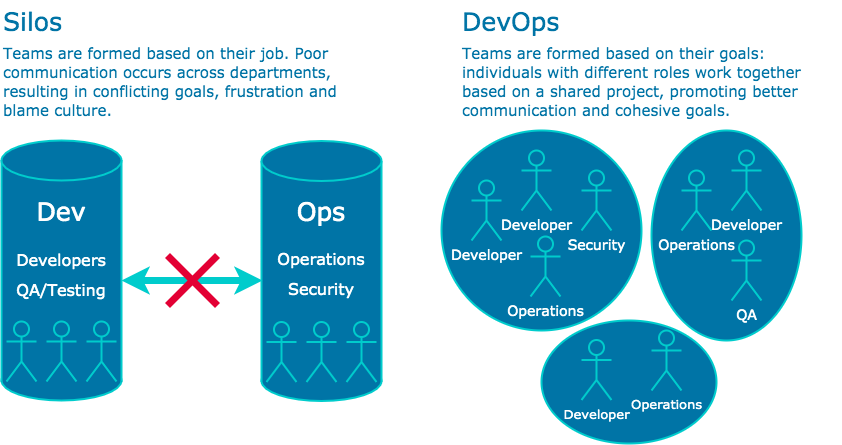 Silos
Teams are formed based on their job. Poor
communication occurs across departments,
resulting in conflicting goals, frustration and
blame culture.
Dev
Developers
QA/Testing
Ops
Operations
Security
DevOps
Teams are formed based on their goals:
individuals with different roles work together
based on a shared project, promoting better
communication and cohesive goals.
Developer
Developer
Security
Operations
Developer
Operations
QA
Developer
Operations